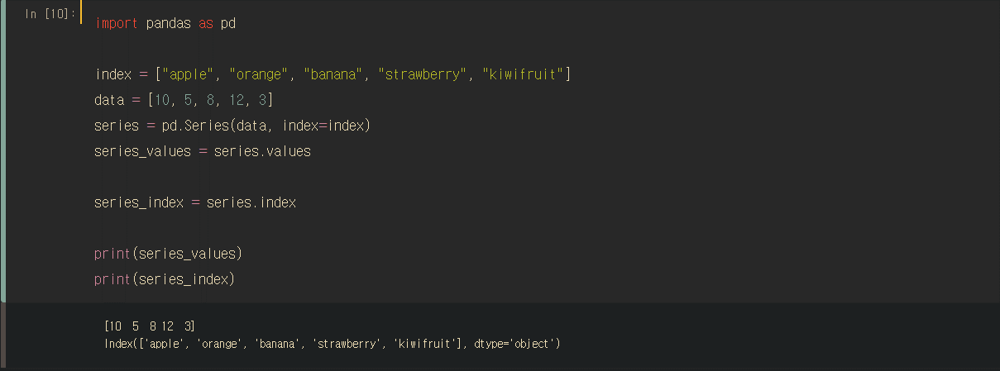 In [10]:
import pandas as pd
index = ["apple", "orange", "banana", "strawberry", "kiwifruit"]
data = [10, 5, 8, 12, 3]
series = pd.Series(data, index=index)
series_values = series.values
series_index = series.index
print(series_values)
print(series_index)
[10  5  8 12  3]
Index(['apple', 'orange', 'banana', 'strawberry', 'kiwifruit'], dtype='object')